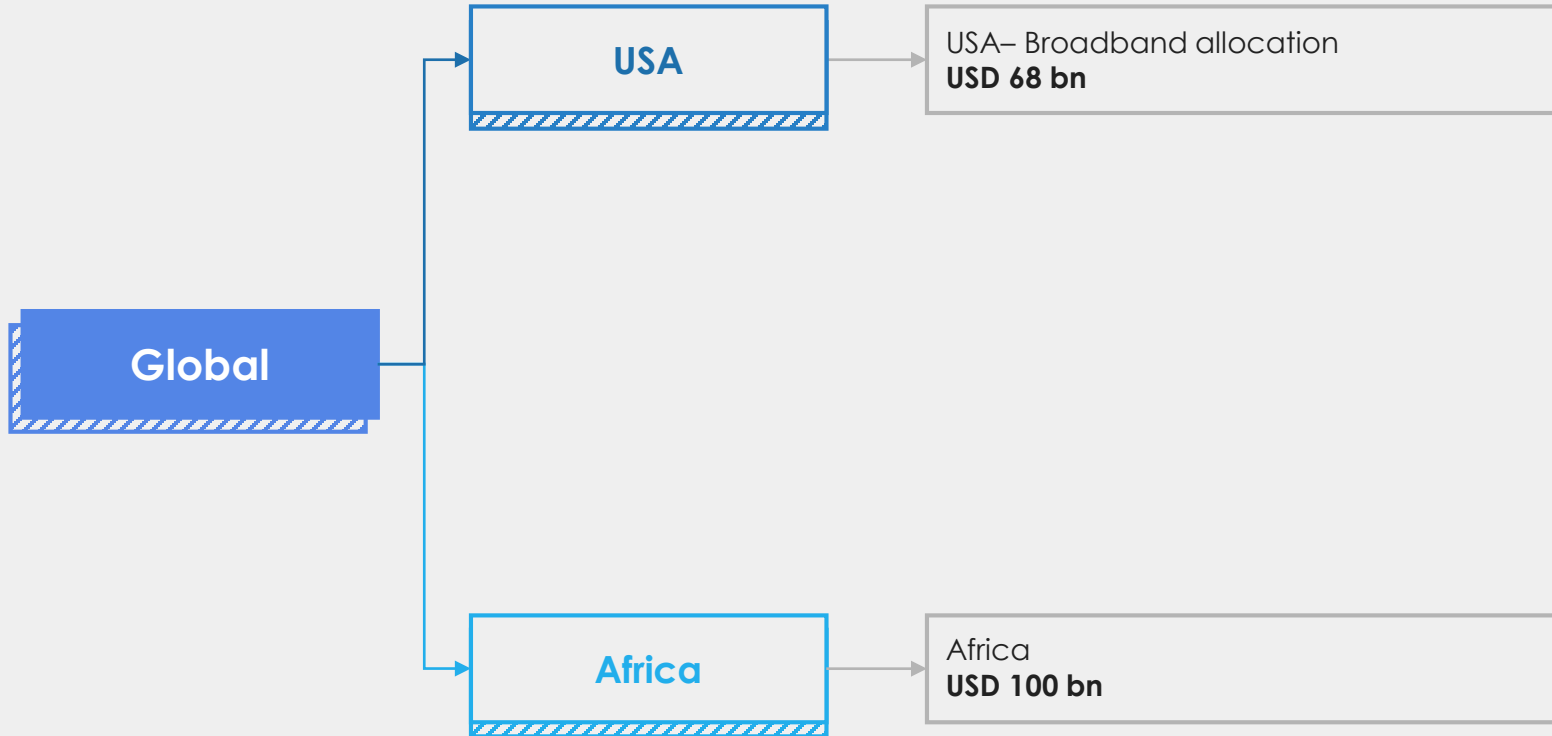 USA
USA– Broadband allocation
USD 68 bn
Global
Africa
Africa
USD 100 bn